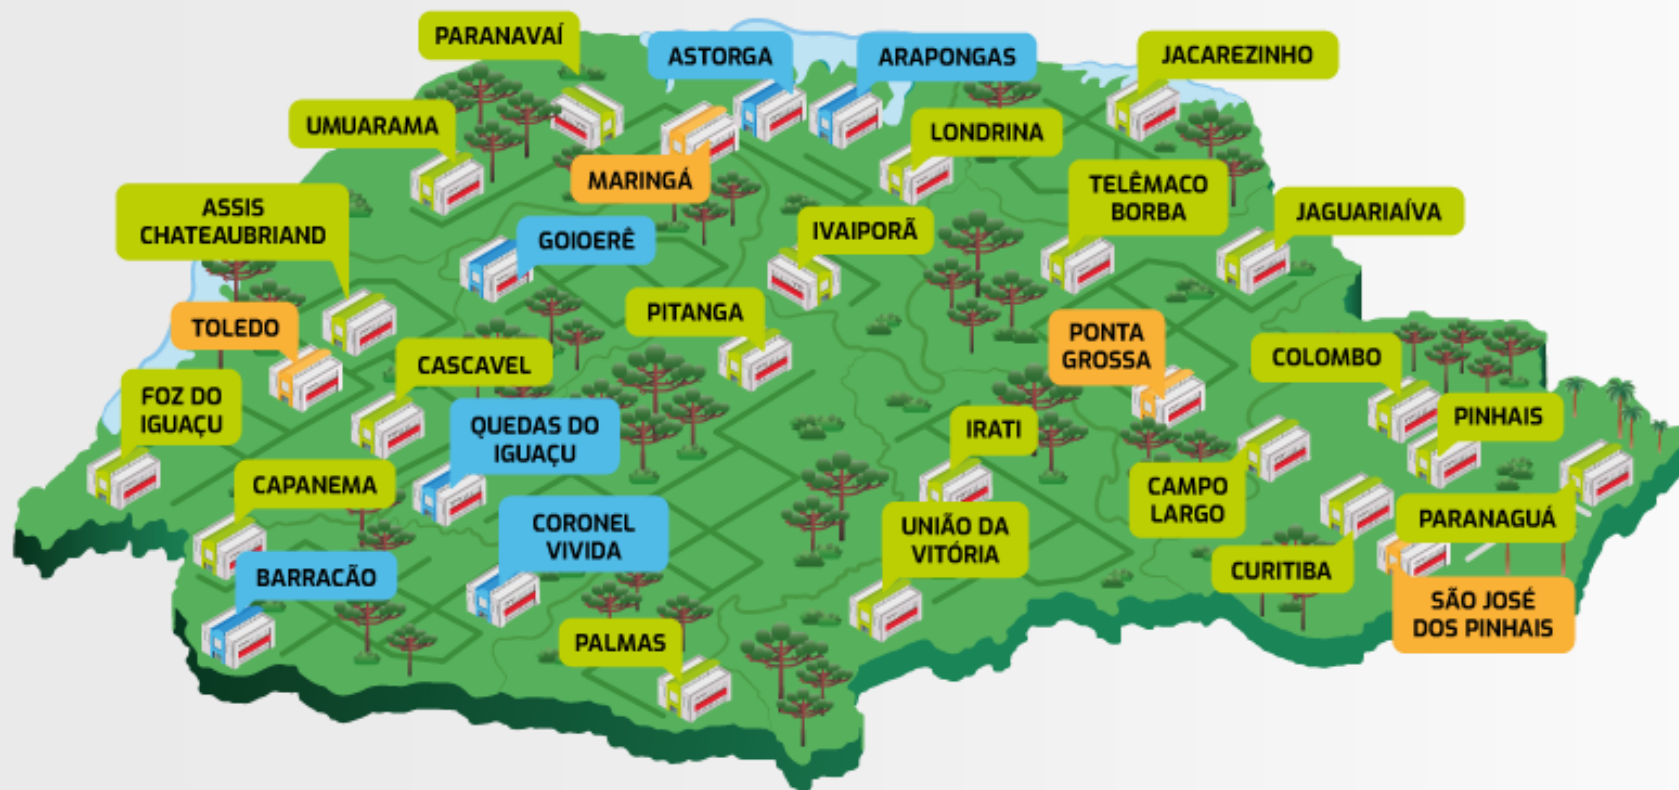 PARANAVAÍ
ASTORGA
ARAPONGAS
JACAREZINHO
UMUARAMA
LONDRINA
MARINGÁ
TELÊMACO
BORBA
ASSIS
CHATEAUBRIAND
GOIOERÊ
IVAIPORÃ
JAGUARIAÍVA
TOLEDO
PITANGA
PONTA
GROSSA
CASCAVEL
COLOMBO
FOZ DO
IGUAÇU
QUEDAS DO
IGUAÇU
IRATI
PINHAIS
CAPANEMA
CAMPO
LARGO
CORONEL
VIVIDA
UNIÃO DA
VITÓRIA
PARANAGUÁ
BARRACÃO
CURITIBA
SÃO JOSÉ
DOS PINHAIS
PALMAS